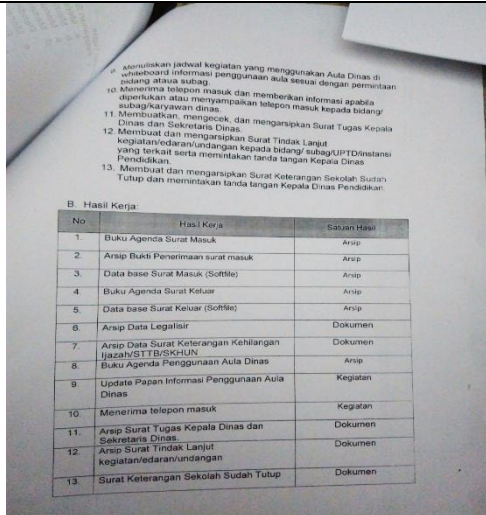 9. Menuliskan jadwal kegiatan yang menggunakan Aula Dinas di
whiteboard informasi penggunaan aula sesuai dengan permintaan
bidang ataua subag.
10. Menerima telepon masuk dan memberikan informasi apabila
diperlukan atau menyampaikan telepon masuk kepada bidang/
subag/karyawan dinas.
11. Membuatkan, mengecek, dan mengarsipkan Surat Tugas Kepala
Dinas dan Sekretaris Dinas.
12. Membuat dan mengarsipkan Surat Tindak Lanjut
kegiatan/edaran/undangan kepada bidang/ subag/UPTD/instansi
yang terkait serta memintakan tanda tangan Kepala Dinas
Pendidikan.
13. Membuat dan mengarsipkan Surat Keterangan Sekolah Sudah
Tutup dan memintakan tanda tangan Kepala Dinas Pendidikan.
B. Hasil Kerja:
No Hasil Kerja Satuan Hasil
1. Buku Agenda Surat Masuk Arsip
2. Arsip Bukti Penerimaan surat masuk Arsip
3. Data base Surat Masuk (Softfile) Arsip
4. Buku Agenda Surat Keluar Arsip
5. Data base Surat Keluar (Softfile) Arsip
6. Arsip Data Legalisir Dokumen
7. Arsip Data Surat Keterangan Kehilangan Dokumen
Ijazah/STTB/SKHUN
8. Buku Agenda Penggunaan Aula Dinas Arsip
9. Update Papan Informasi Penggunaan Aula Kegiatan
Dinas
10. Menerima telepon masuk Kegiatan
11. Arsip Surat Tugas Kepala Dinas dan Dokumen
Sekretaris Dinas.
12. Arsip Surat Tindak Lanjut Dokumen
kegiatan/edaran/undangan
13. Surat Keterangan Sekolah Sudah Tutup Dokumen